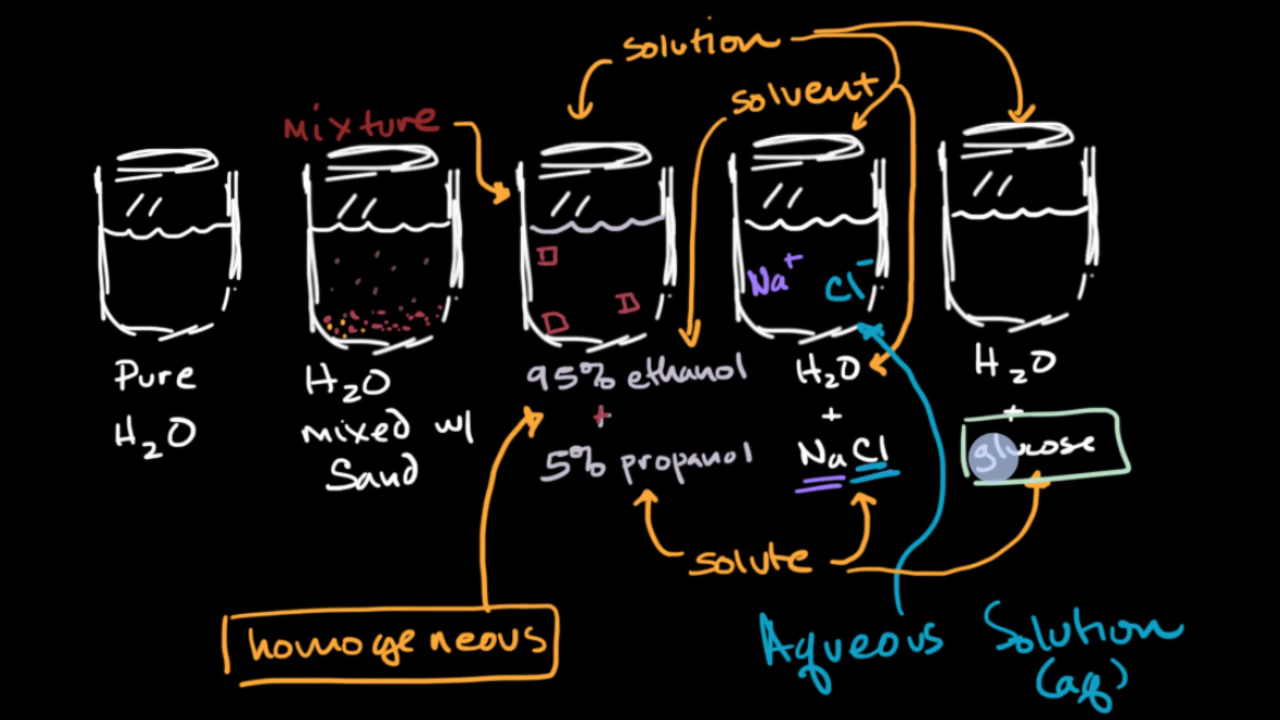 solution
solvent
mixture
Na⁺ Cl⁻
Pure
H₂O
H₂O
mixed w/
Sand
95% ethanol
+
5% propanol
H₂O
+
NaCl
H₂O
+
glucose
solute
homogeneous
Aqueous Solution
(aq)